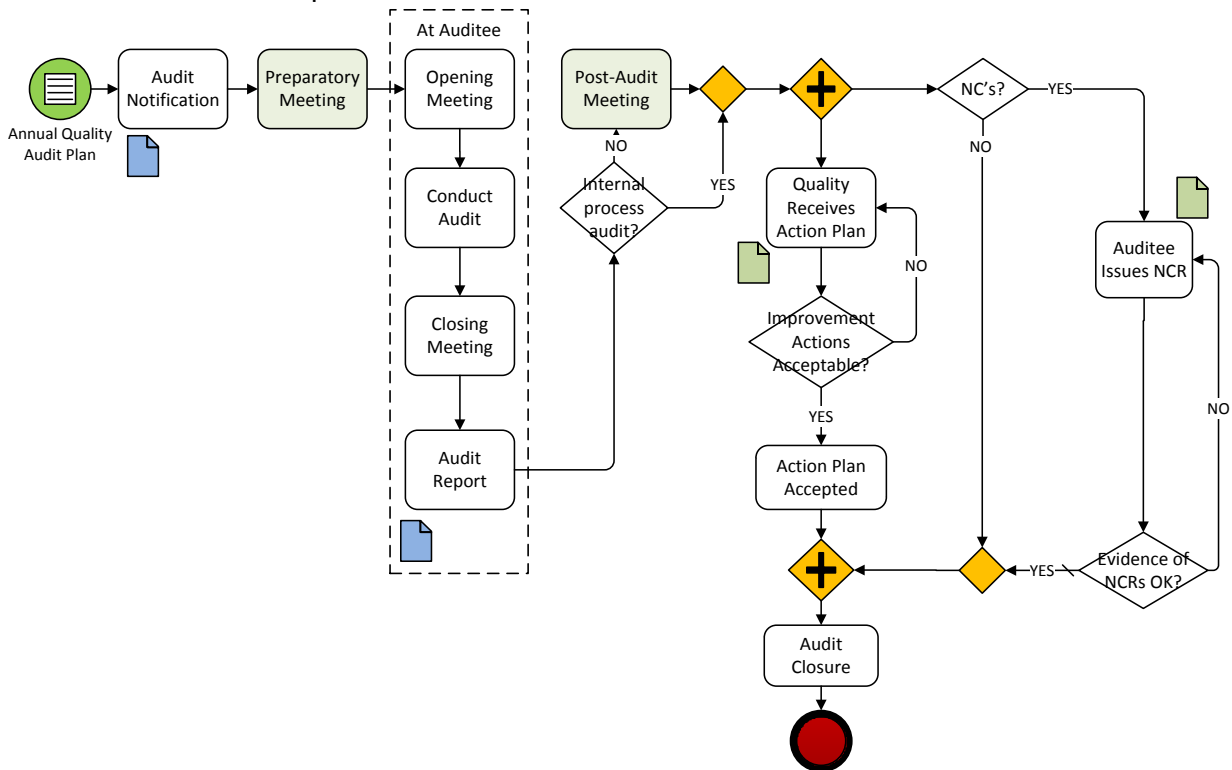 At Auditee
Annual Quality
Audit Plan
Audit
Notification
Preparatory
Meeting
Opening
Meeting
Conduct
Audit
Closing
Meeting
Audit
Report
Post-Audit
Meeting
NO
Internal
process
audit?
YES
Quality
Receives
Action Plan
NO
Improvement
Actions
Acceptable?
YES
Action Plan
Accepted
NC's?
YES
NO
Auditee
Issues NCR
NO
Evidence of
NCRs OK?
YES
Audit
Closure